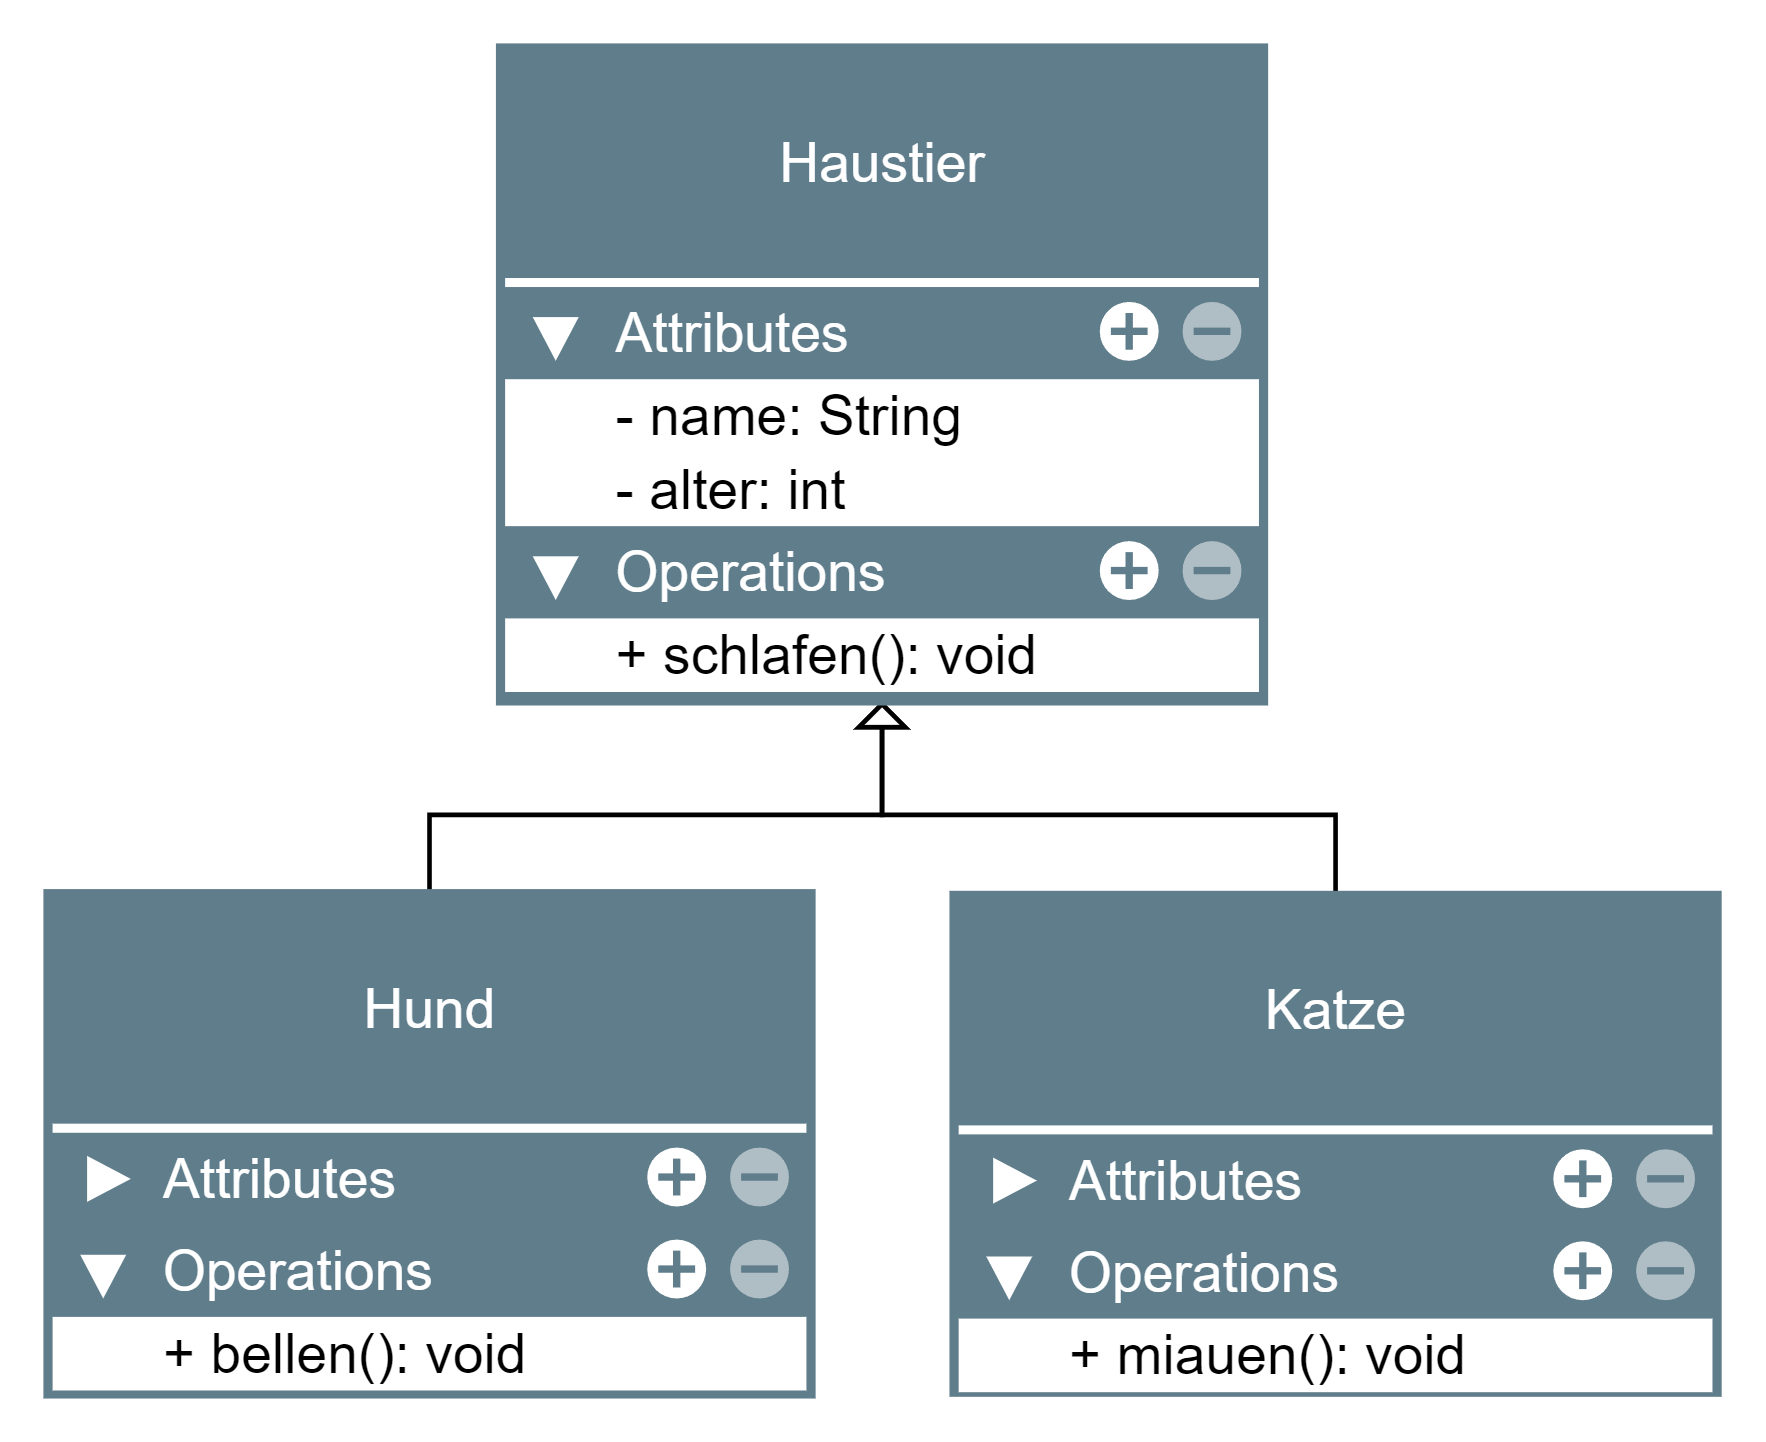 Haustier
Attributes
- name: String
- alter: int
Operations
+ schlafen(): void
Hund
Attributes
Operations
+ bellen(): void
Katze
Attributes
Operations
+ miauen(): void